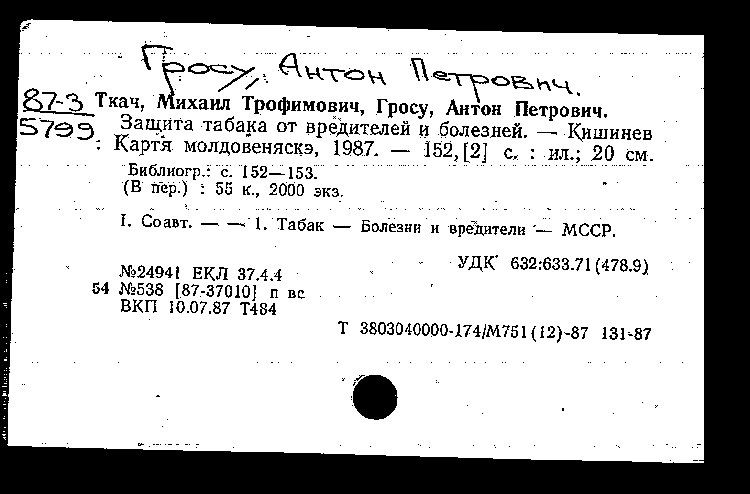 Гросу, Антон Петрович.
87-3
5799
Ткач, Михаил Трофимович, Гросу, Антон Петрович.
Защита табака от вредителей и болезней. — Кишинев
: Картя молдовеняскэ, 1987. — 152,[2] с. : ил.; 20 см.
Библиогр.: с. 152—153.
(В пер.) : 55 к., 2000 экз.
I. Соавт. — — 1. Табак — Болезни и вредители — МССР.
УДК 632:633.71(478.9)
№24941 ЕКЛ 37.4.4
54 №538 [87-37010] п вс
ВКП 10.07.87 Т484
Т 3803040000-174/М751(12)-87 131-87